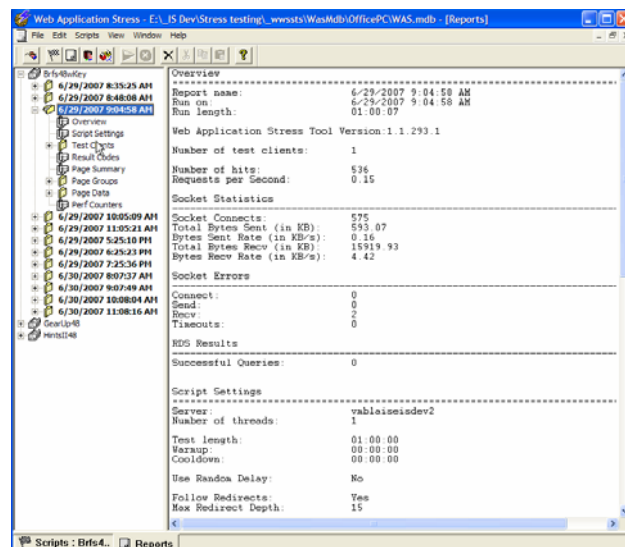 Web Application Stress - E:\_IS Dev\Stress testing\_wwssts\WasMdb\OfficePC\WAS.mdb - [Reports]
File Edit Scripts View Window Help
Brfs48wKey
6/29/2007 8:35:25 AM
6/29/2007 8:48:08 AM
6/29/2007 9:04:58 AM
Overview
Script Settings
Test Clients
Result Codes
Page Summary
Page Groups
Page Data
Perf Counters
6/29/2007 10:05:09 AM
6/29/2007 11:05:21 AM
6/29/2007 5:25:10 PM
6/29/2007 6:25:23 PM
6/29/2007 7:25:36 PM
6/30/2007 8:07:37 AM
6/30/2007 9:07:49 AM
6/30/2007 10:08:04 AM
6/30/2007 11:08:16 AM
GearUp48
HintsII48
Overview
Report name: 6/29/2007 9:04:58 AM
Run on: 6/29/2007 9:04:58 AM
Run length: 01:00:07
Web Application Stress Tool Version:1.1.293.1
Number of test clients: 1
Number of hits: 536
Requests per Second: 0.15
Socket Statistics
Socket Connects: 575
Total Bytes Sent (in KB): 593.07
Bytes Sent Rate (in KB/s): 0.16
Total Bytes Recv (in KB): 15919.93
Bytes Recv Rate (in KB/s): 4.42
Socket Errors
Connect: 0
Send: 0
Recv: 2
Timeouts: 0
RDS Results
Successful Queries: 0
Script Settings
Server: vablaiseisdev2
Number of threads: 1
Test length: 01:00:00
Warmup: 00:00:00
Cooldown: 00:00:00
Use Random Delay: No
Follow Redirects: Yes
Max Redirect Depth: 15
Scripts : Brfs4.. Reports